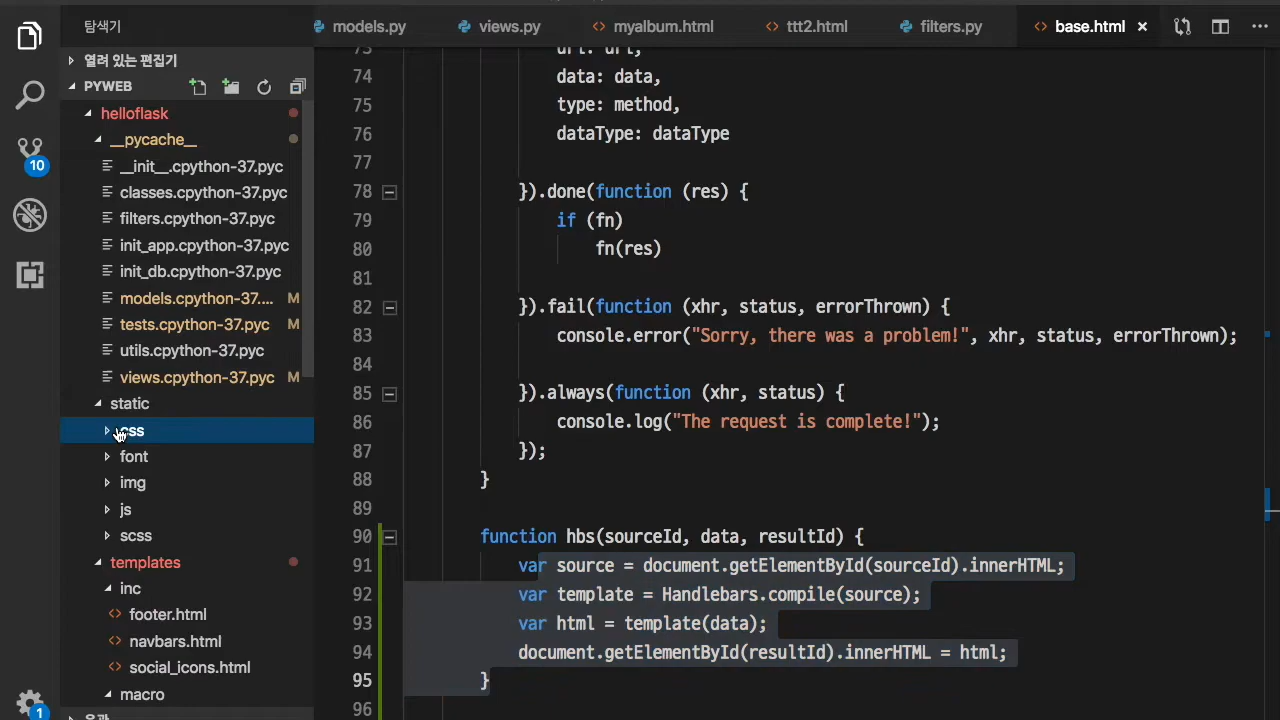 탐색기
models.py
views.py
myalbum.html
ttt2.html
filters.py
base.html
열려 있는 편집기
PYWEB
helloflask
__pycache__
__init__.cpython-37.pyc
classes.cpython-37.pyc
filters.cpython-37.pyc
init_app.cpython-37.pyc
init_db.cpython-37.pyc
models.cpython-37.... M
tests.cpython-37.pyc M
utils.cpython-37.pyc
views.cpython-37.pyc M
static
css
font
img
js
scss
templates
inc
footer.html
navbars.html
social_icons.html
macro
10
1
73 url: url,
74 data: data,
75 type: method,
76 dataType: dataType
77
78 }).done(function (res) {
79 if (fn)
80 fn(res)
81
82 }).fail(function (xhr, status, errorThrown) {
83 console.error("Sorry, there was a problem!", xhr, status, errorThrown);
84
85 }).always(function (xhr, status) {
86 console.log("The request is complete!");
87 });
88 }
89
90 function hbs(sourceId, data, resultId) {
91 var source = document.getElementById(sourceId).innerHTML;
92 var template = Handlebars.compile(source);
93 var html = template(data);
94 document.getElementById(resultId).innerHTML = html;
95 }
96